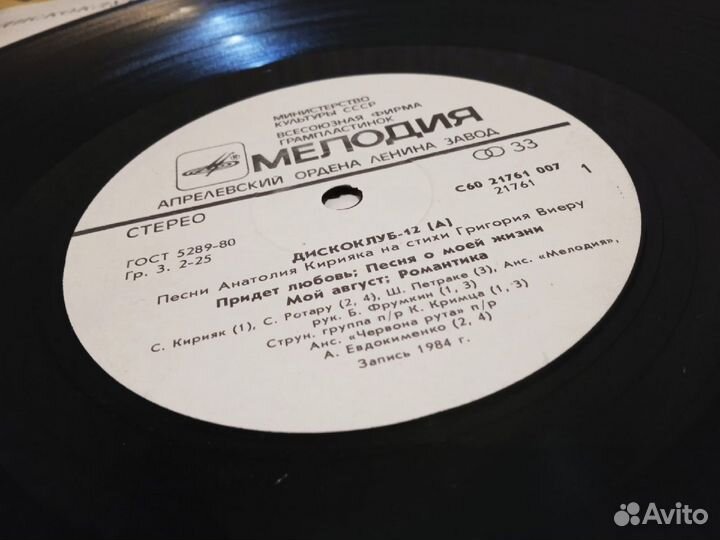 МИНИСТЕРСТВО
КУЛЬТУРЫ СССР
ВСЕСОЮЗНАЯ ФИРМА
ГРАМПЛАСТИНОК
МЕЛОДИЯ
АПРЕЛЕВСКИЙ ОРДЕНА ЛЕНИНА ЗАВОД
СТЕРЕО
33
ГОСТ 5289-80
Гр. 3. 2-25
С60 21761 007
21761
1
ДИСКОКЛУБ-12 (А)
Песни Анатолия Кирияка на стихи Григория Виеру
Придет любовь; Песня о моей жизни
Мой август; Романтика
С. Кирияк (1), С. Ротару (2, 4), Ш. Петраке (3), Анс. «Мелодия»,
рук. Б. Фрумкин (1, 3)
Струн. группа п/р К. Кримца (1, 3)
Анс. «Червона рута» п/р
А. Евдокименко (2, 4)
Запись 1984 г.
Avito